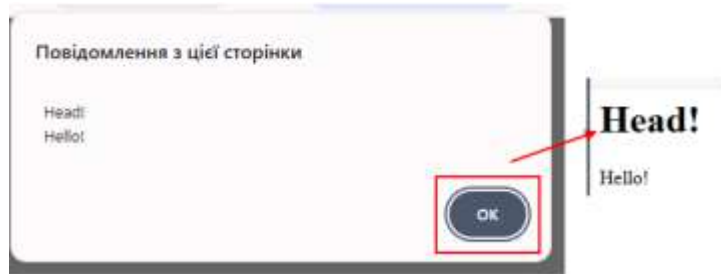 Повідомлення з цієї сторінки
Head!
Hello!
OK
Head!
Hello!